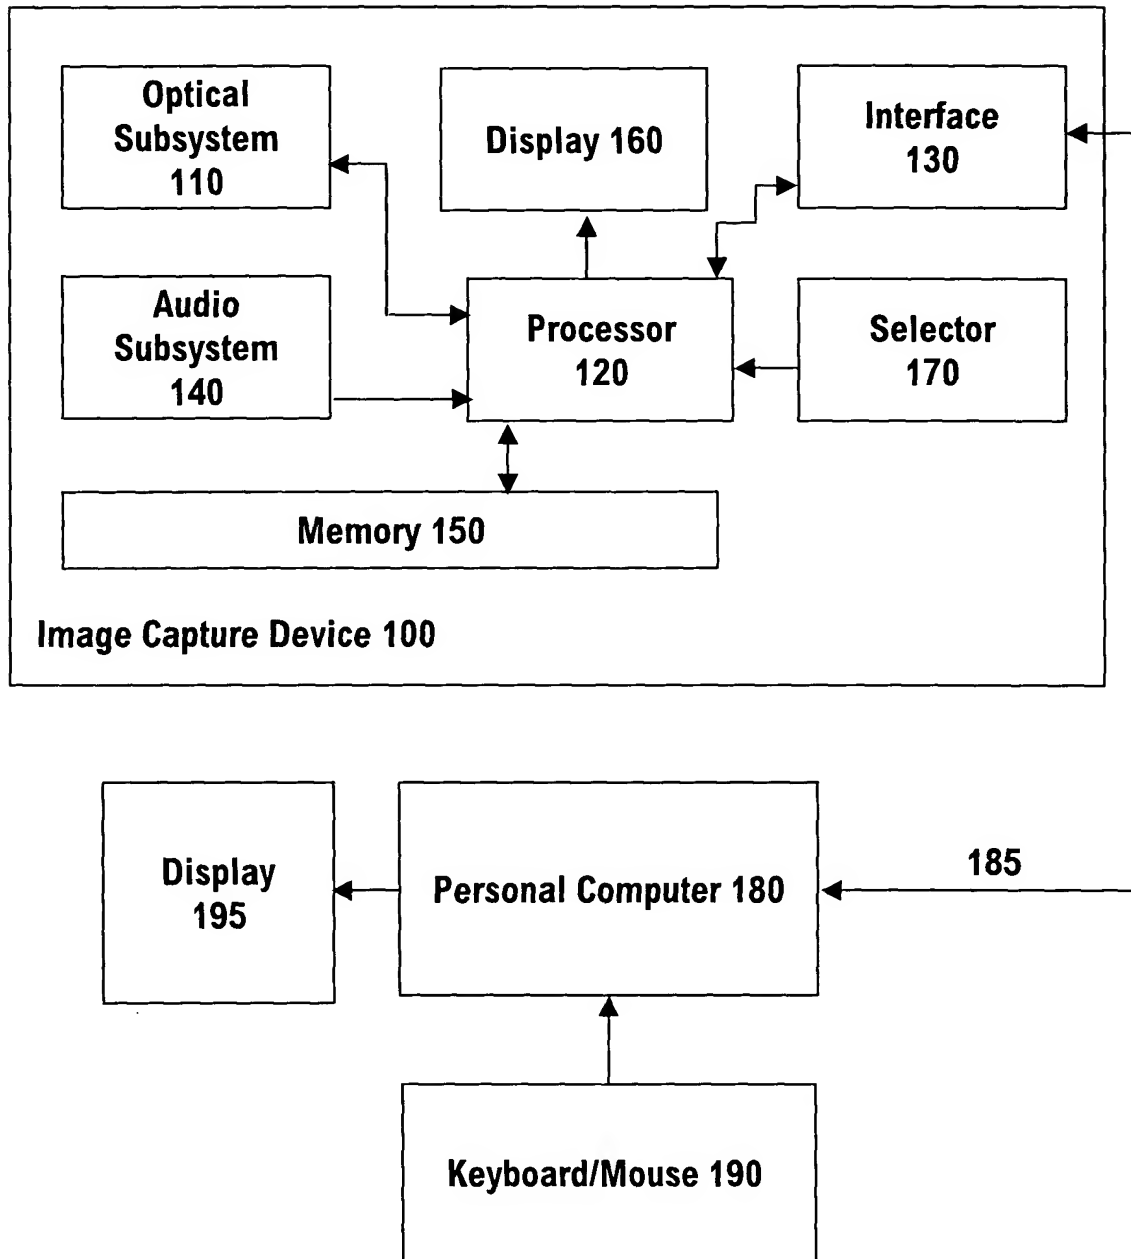 Optical
Subsystem
110
Display 160
Interface
130
Audio
Subsystem
140
Processor
120
Selector
170
Memory 150
Image Capture Device 100
Display
195
Personal Computer 180
185
Keyboard/Mouse 190